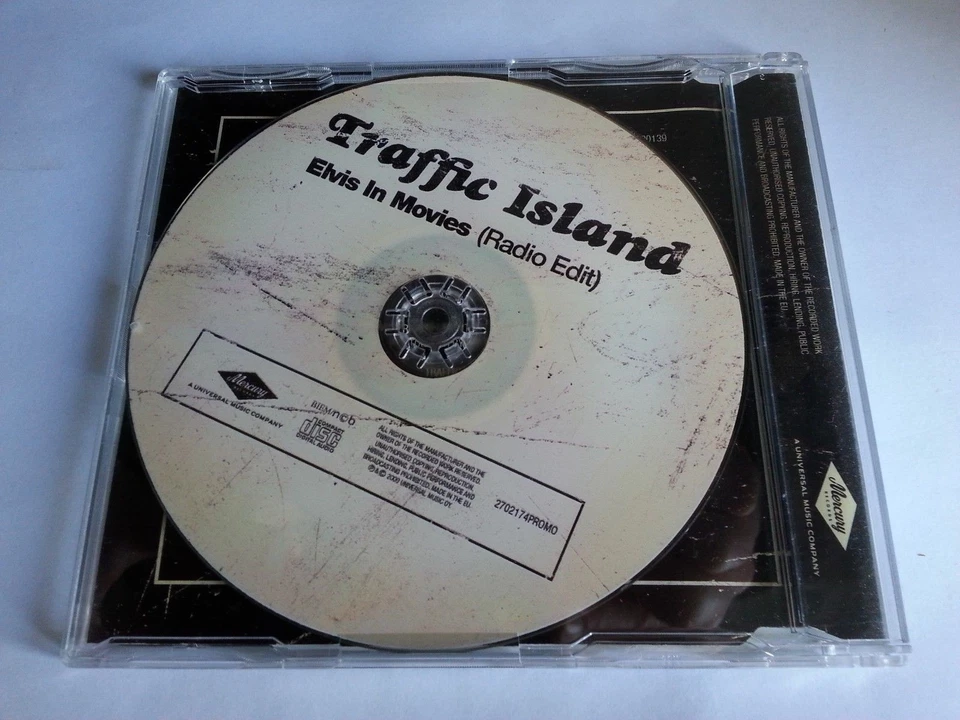 Traffic Island
Elvis In Movies (Radio Edit)
Mercury
A UNIVERSAL MUSIC COMPANY
BIEM/ncb
COMPACT
disc
DIGITAL AUDIO
ALL RIGHTS OF THE MANUFACTURER AND THE
OWNER OF THE RECORDED WORK RESERVED.
UNAUTHORISED COPYING, REPRODUCTION,
HIRING, LENDING, PUBLIC PERFORMANCE AND
BROADCASTING PROHIBITED. MADE IN THE EU.
℗&© 2009 UNIVERSAL MUSIC OY.
2702174PROMO
ALL RIGHTS OF THE MANUFACTURER AND THE OWNER OF THE RECORDED WORK
RESERVED. UNAUTHORISED COPYING, REPRODUCTION, HIRING, LENDING, PUBLIC
PERFORMANCE AND BROADCASTING PROHIBITED. MADE IN THE EU.
Mercury
RECORDS
A UNIVERSAL MUSIC COMPANY